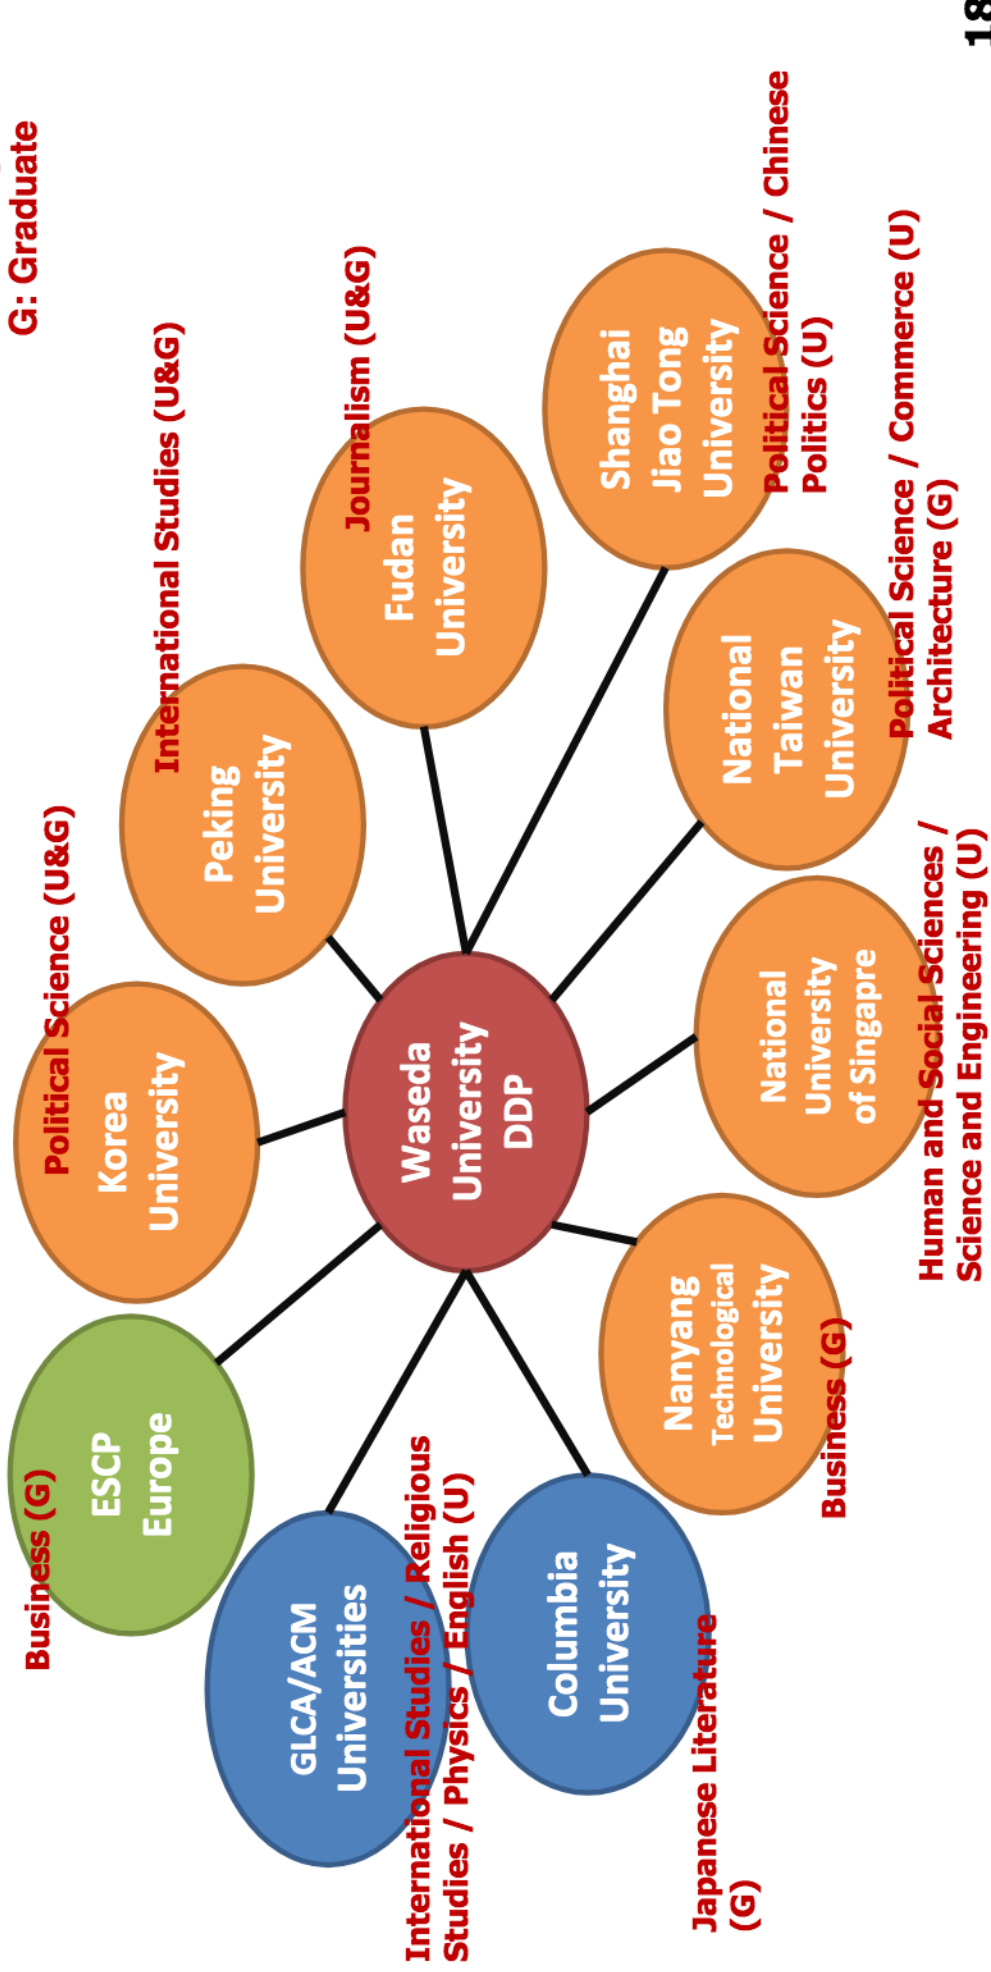 G: Graduate
Business (G)
ESCP
Europe
Political Science (U&G)
Korea
University
International Studies (U&G)
Peking
University
Journalism (U&G)
Fudan
University
GLCA/ACM
Universities
International Studies / Religious
Studies / Physics / English (U)
Waseda
University
DDP
Shanghai
Jiao Tong
University
Political Science / Chinese
Politics (U)
Columbia
University
Japanese Literature
(G)
Nanyang
Technological
University
Business (G)
National
University
of Singapre
Human and Social Sciences /
Science and Engineering (U)
National
Taiwan
University
Political Science / Commerce (U)
Architecture (G)
18